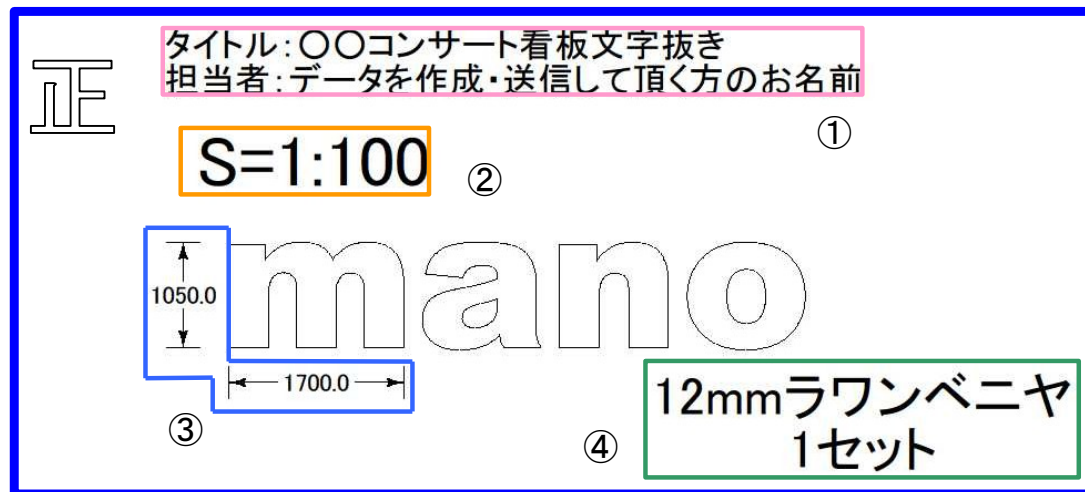 正
タイトル:〇〇コンサート看板文字抜き
担当者:データを作成・送信して頂く方のお名前
①
S=1:100
②
mano
1050.0
1700.0
③
④
12mmラワンベニヤ
1セット